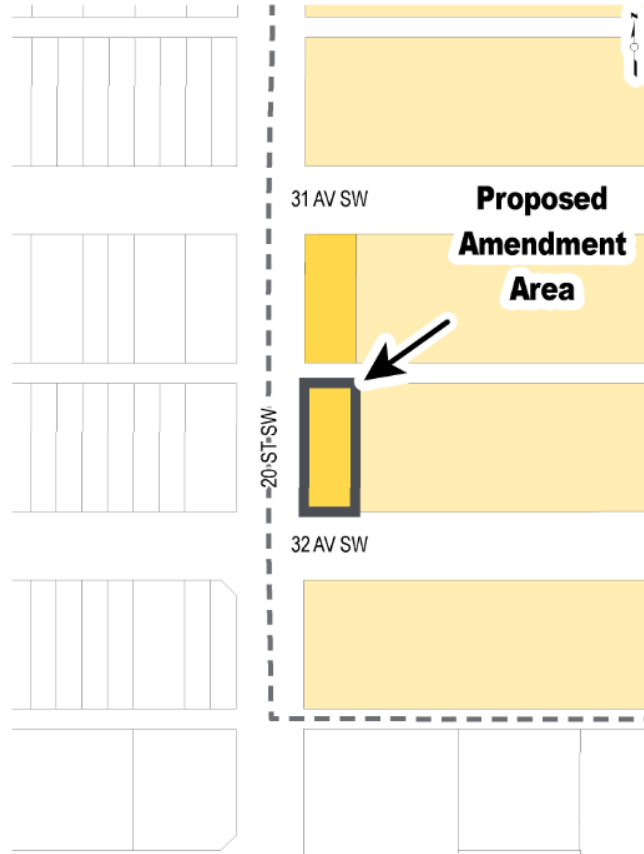 31 AV SW
Proposed
Amendment
Area
20 ST SW
32 AV SW